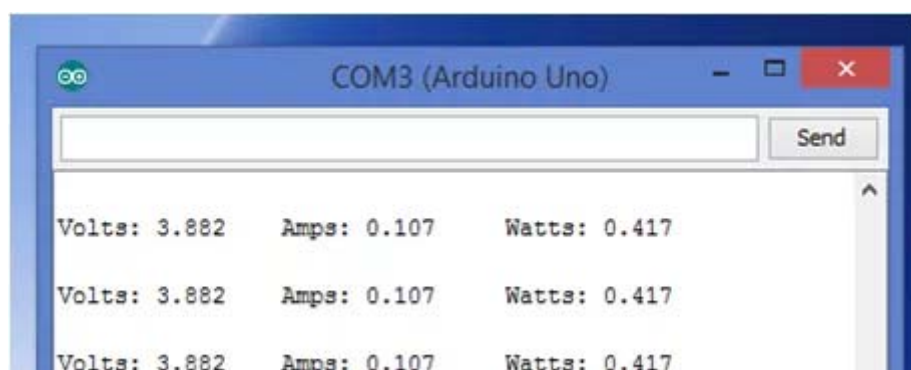 COM3 (Arduino Uno)
Send
Volts: 3.882 Amps: 0.107 Watts: 0.417
Volts: 3.882 Amps: 0.107 Watts: 0.417
Volts: 3.882 Amps: 0.107 Watts: 0.417